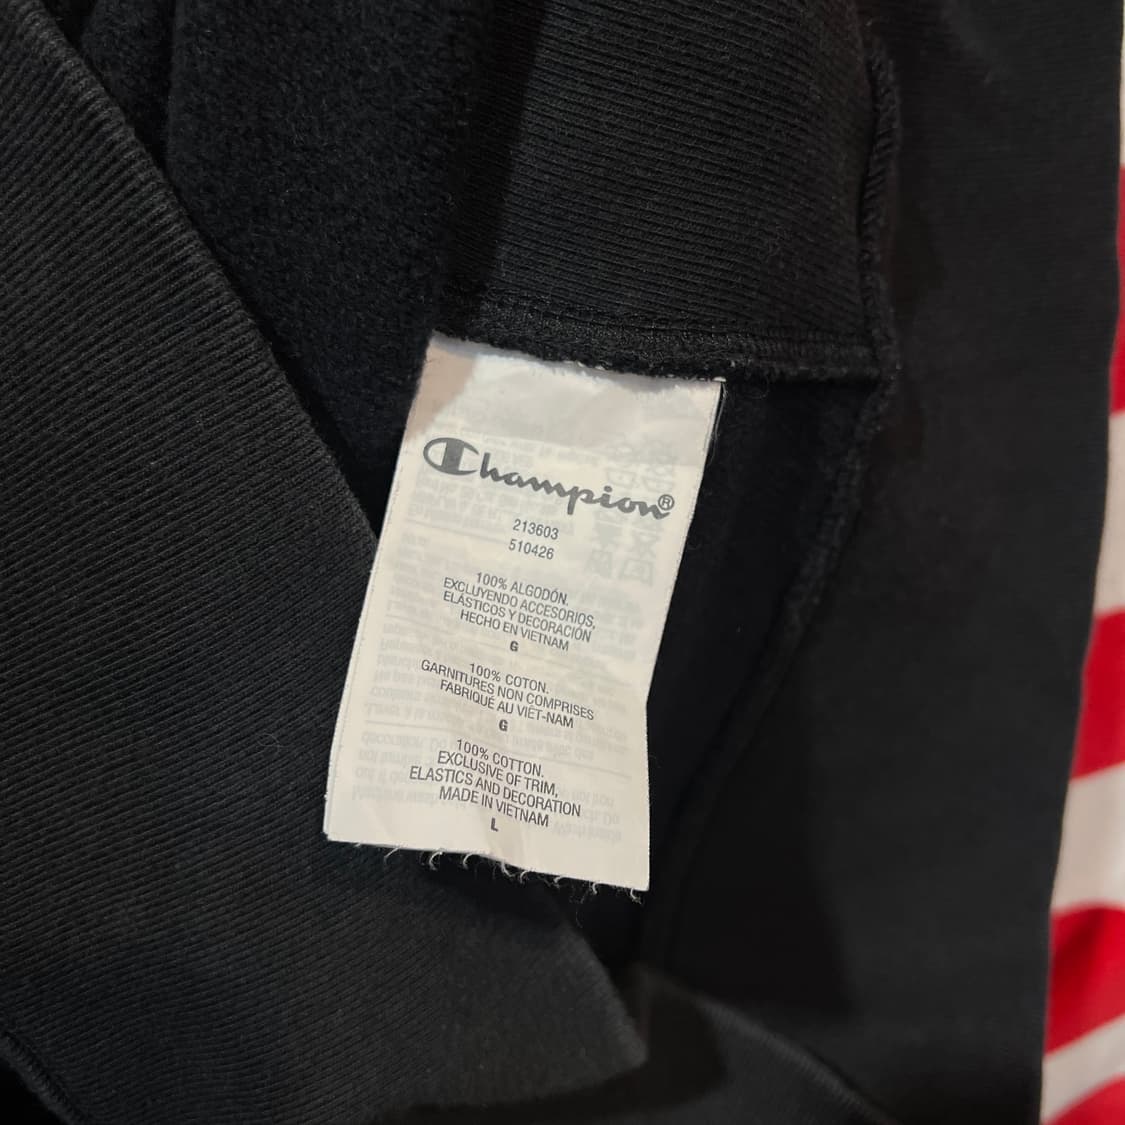 Champion®
213603
510426
100% ALGODÓN.
EXCLUYENDO ACCESORIOS,
ELÁSTICOS Y DECORACIÓN
HECHO EN VIETNAM
G
100% COTON.
GARNITURES NON COMPRISES
FABRIQUÉ AU VIÊT-NAM
G
100% COTTON.
EXCLUSIVE OF TRIM,
ELASTICS AND DECORATION
MADE IN VIETNAM
L